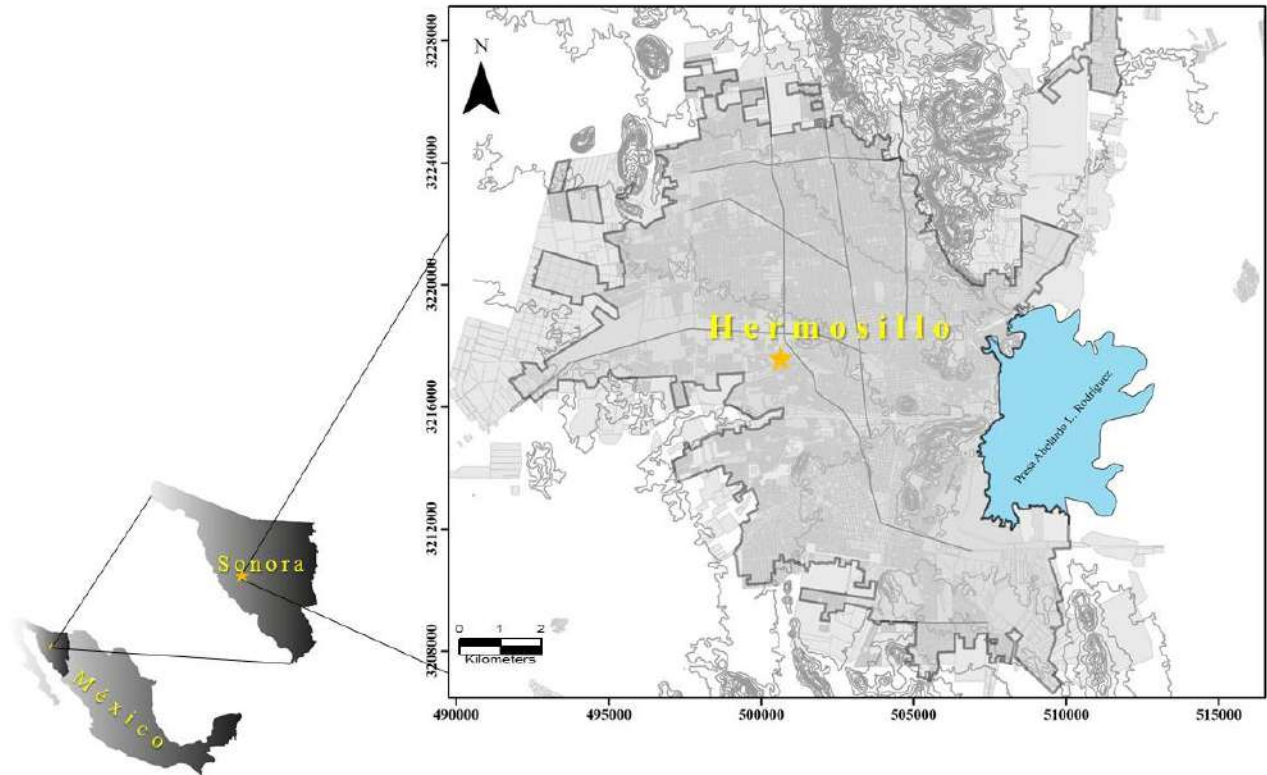 N
3228000
3224000
3220000
3216000
3212000
3208000
Hermosillo
Presa Abelardo L. Rodríguez
0 1 2
Kilometers
490000 495000 500000 505000 510000 515000
Sonora
México